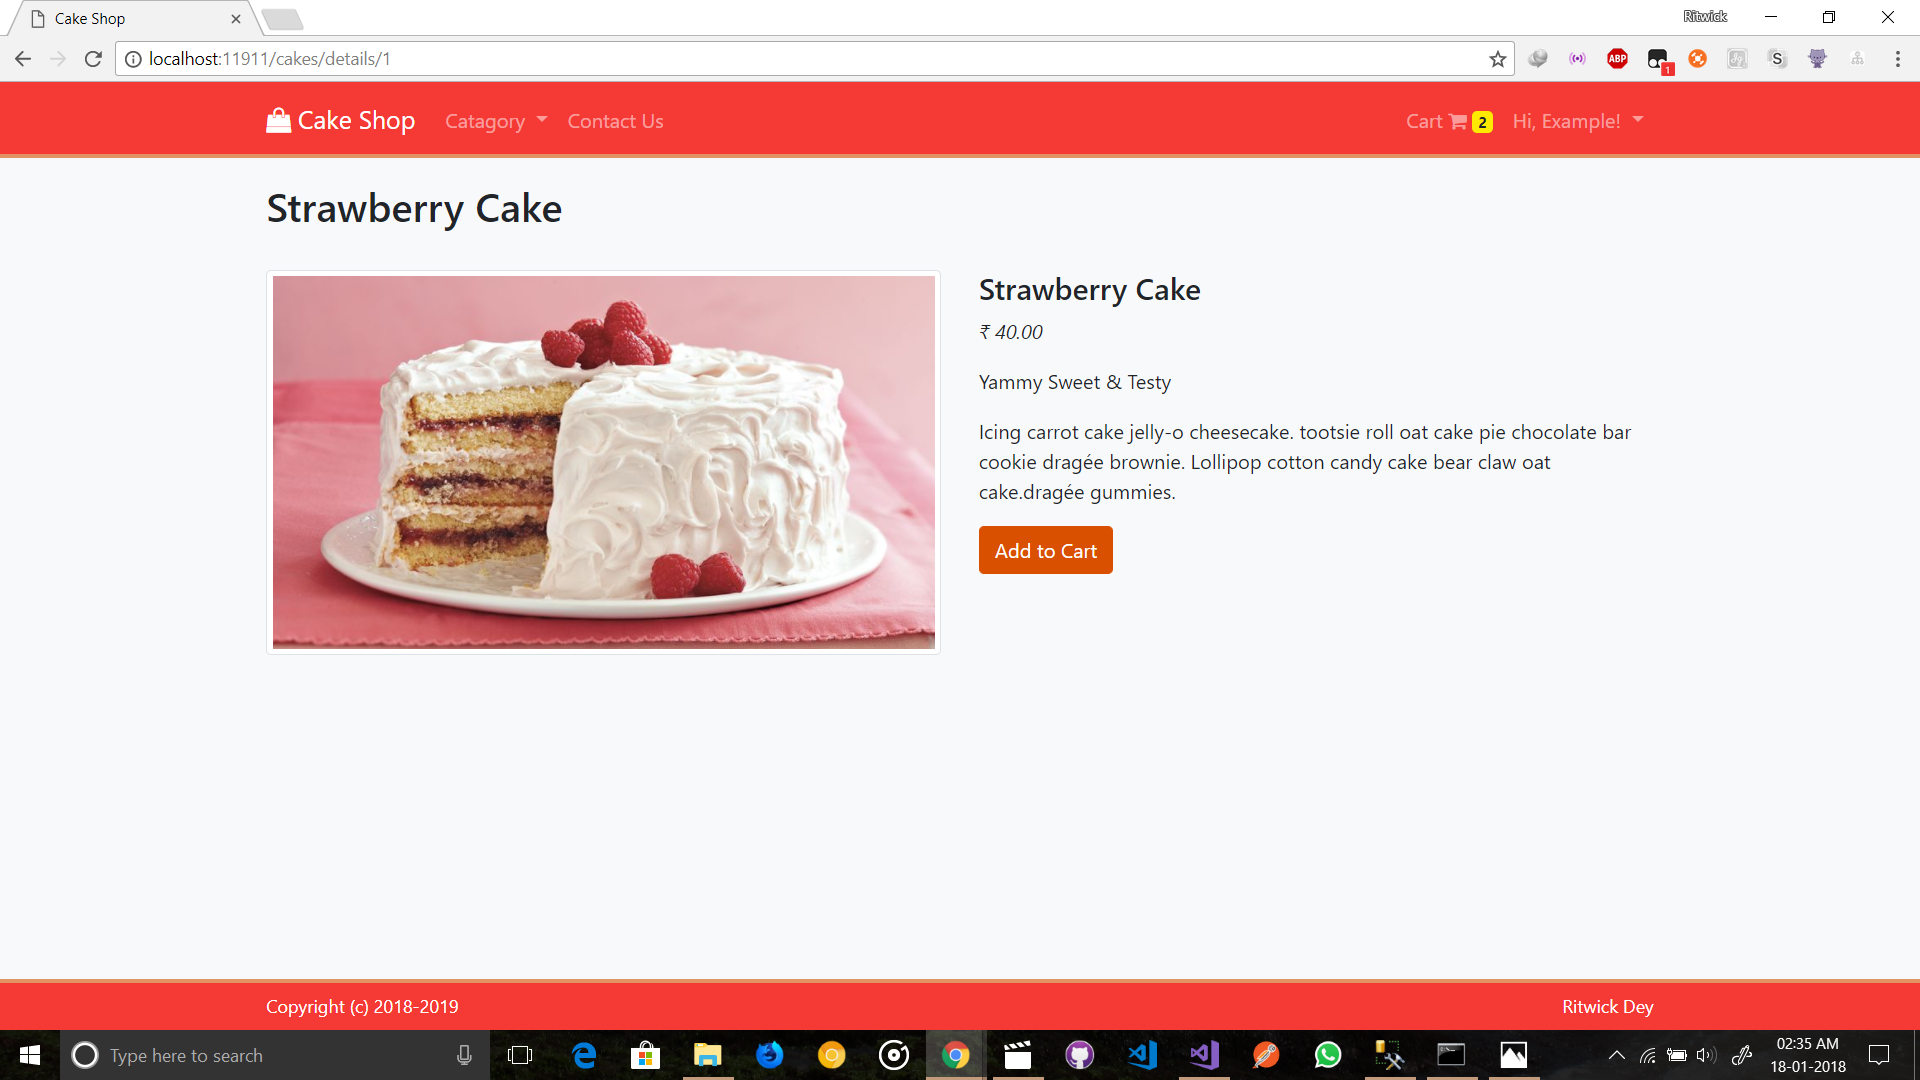 Cake Shop
Ritwick
localhost:11911/cakes/details/1
ABP
1
S
Cake Shop
Catagory
Contact Us
Cart 2
Hi, Example!
Strawberry Cake
Strawberry Cake
₹ 40.00
Yammy Sweet & Testy
Icing carrot cake jelly-o cheesecake. tootsie roll oat cake pie chocolate bar
cookie dragée brownie. Lollipop cotton candy cake bear claw oat
cake.dragée gummies.
Add to Cart
Copyright (c) 2018-2019
Ritwick Dey
Type here to search
02:35 AM
18-01-2018